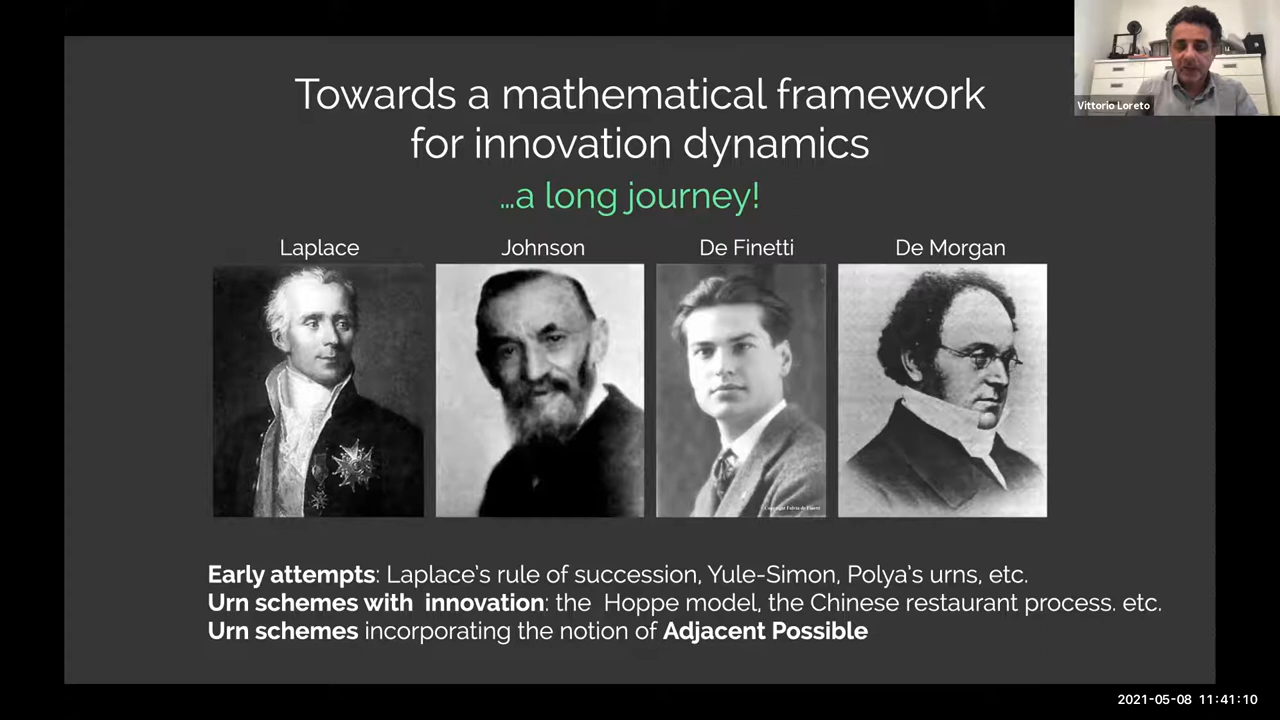 Towards a mathematical framework
for innovation dynamics
...a long journey!
Vittorio Loreto
Laplace
Johnson
De Finetti
De Morgan
Early attempts: Laplace's rule of succession, Yule-Simon, Polya's urns, etc.
Urn schemes with innovation: the Hoppe model, the Chinese restaurant process. etc.
Urn schemes incorporating the notion of Adjacent Possible
2021-05-08 11:41:10